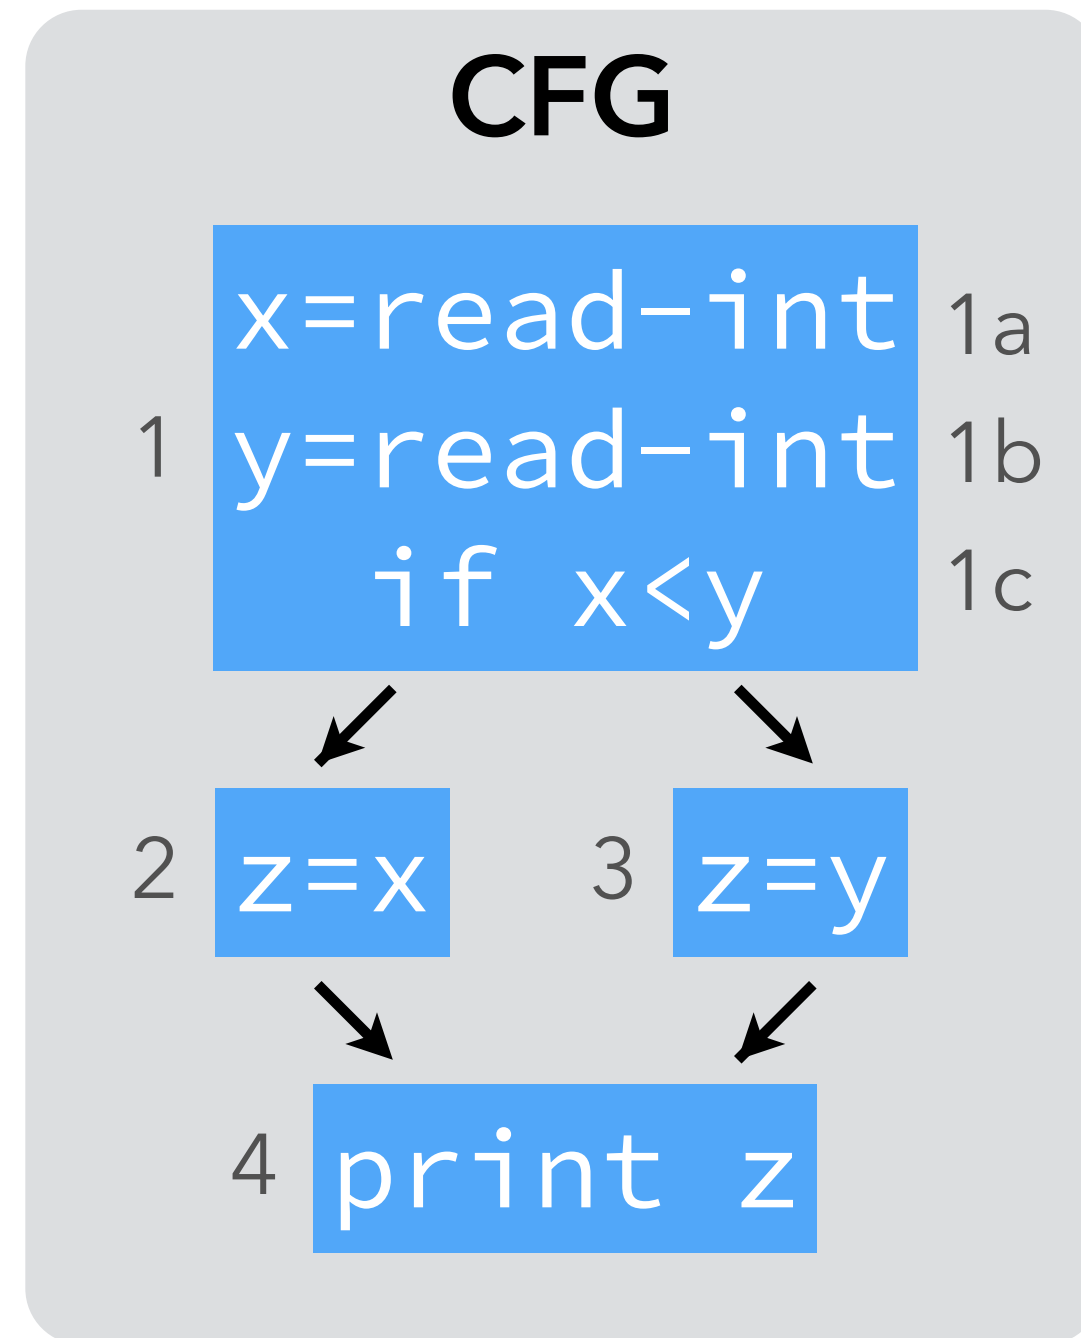 CFG
x=read-int 1a
1 y=read-int 1b
if x<y 1c
2 z=x 3 z=y
4 print z